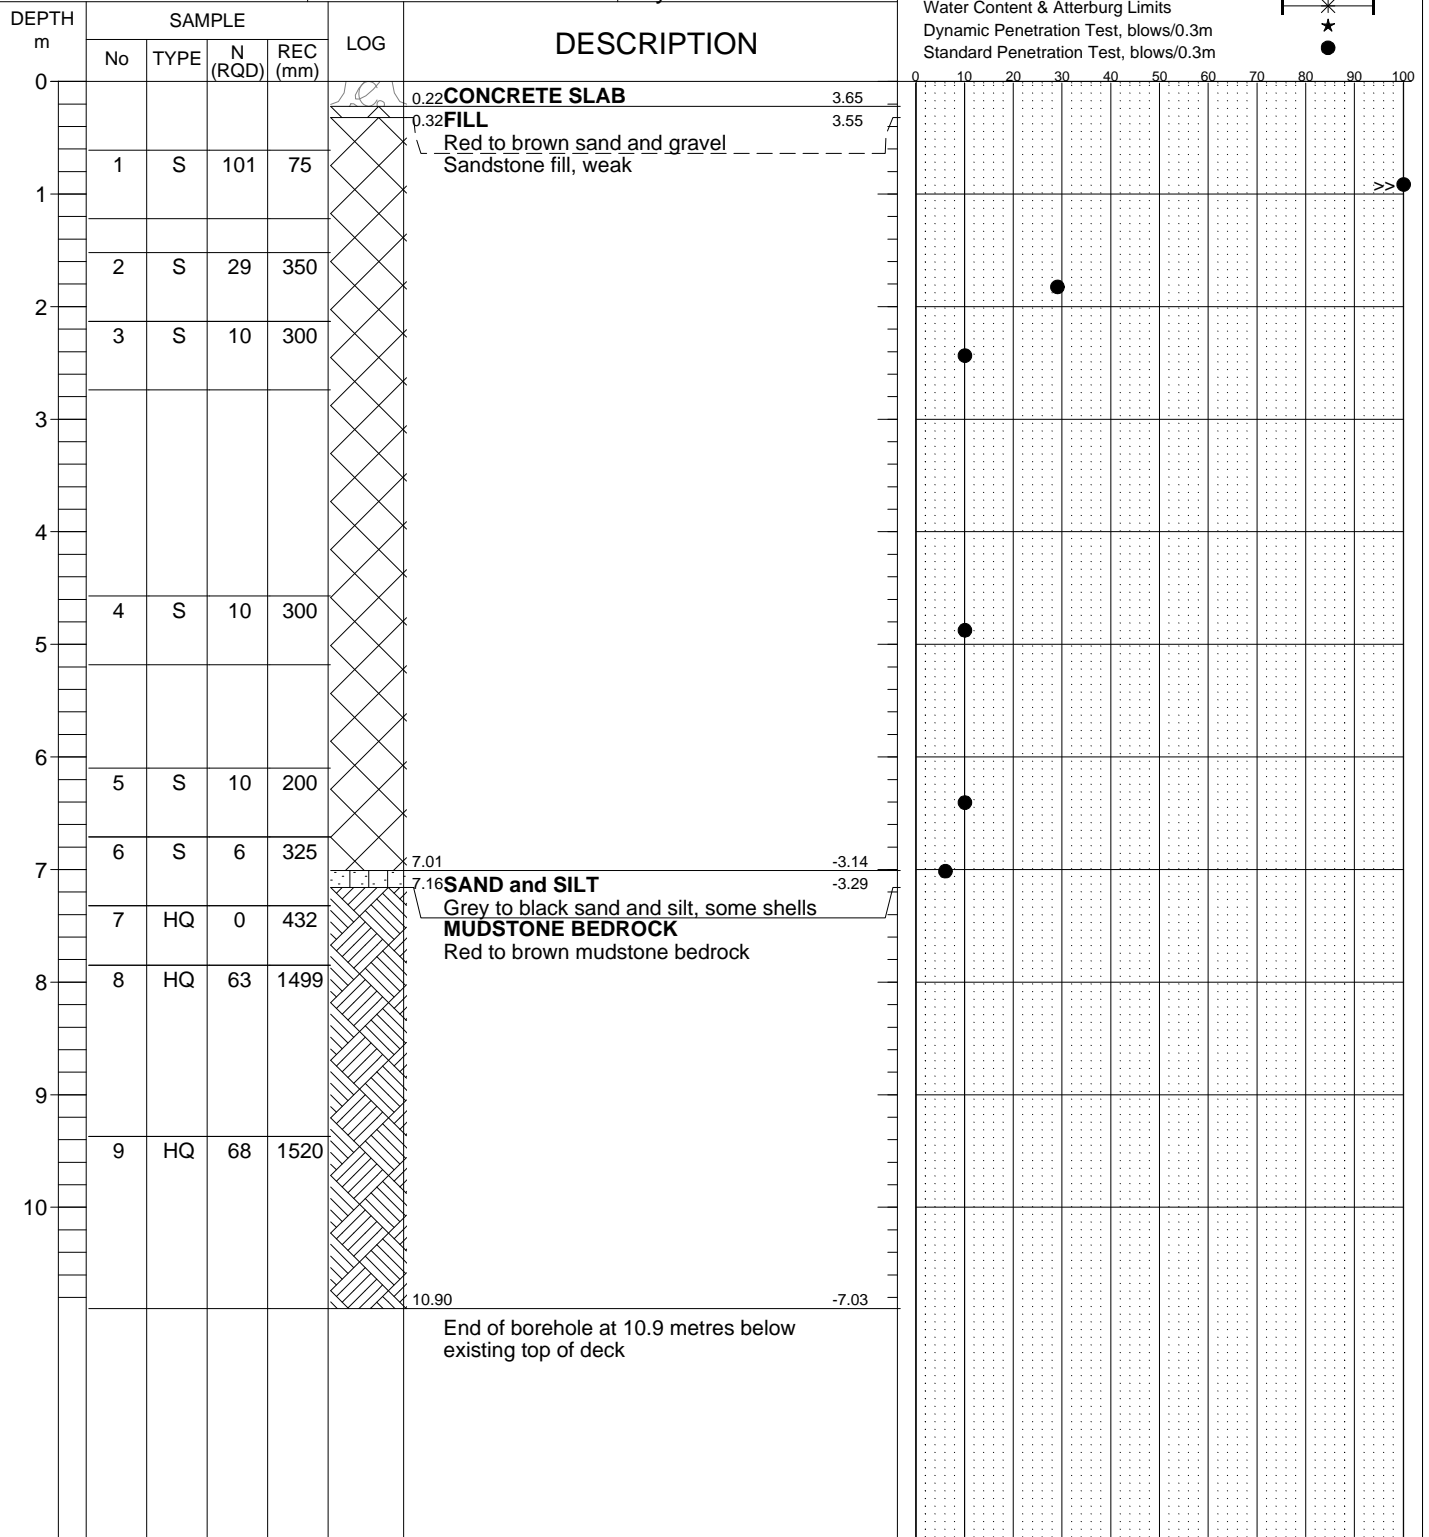 Water Content & Atterburg Limits
Dynamic Penetration Test, blows/0.3m
Standard Penetration Test, blows/0.3m
DEPTH
m
SAMPLE
No
TYPE
N
(RQD)
REC
(mm)
LOG
DESCRIPTION
0 10 20 30 40 50 60 70 80 90 100
0
0.22 CONCRETE SLAB 3.65
0.32 FILL 3.55
Red to brown sand and gravel
Sandstone fill, weak
1 S 101 75
>>
1
2 S 29 350
2
3 S 10 300
3
4
4 S 10 300
5
6
5 S 10 200
6 S 6 325
7.01 -3.14
7
7.16 SAND and SILT -3.29
Grey to black sand and silt, some shells
7 HQ 0 432
MUDSTONE BEDROCK
Red to brown mudstone bedrock
8
8 HQ 63 1499
9
9 HQ 68 1520
10
10.90 -7.03
End of borehole at 10.9 metres below
existing top of deck